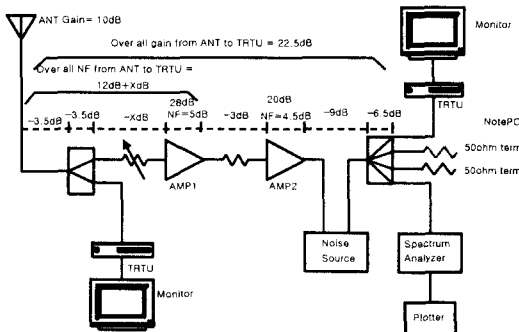 ANT Gain= 10dB
Monitor
Over all gain from ANT to TRTU = 22.5dB
Over all NF from ANT to TRTU =
12dB+XdB
TRTU
28dB
NF=5dB
20dB
NF=4.5dB
-3.5dB
-3.5dB
-XdB
-3dB
-9dB
-6.5dB
NotePC
50ohm term
50ohm term
AMP1
AMP2
Noise
Source
Spectrum
Analyzer
TRTU
Monitor
Plotter